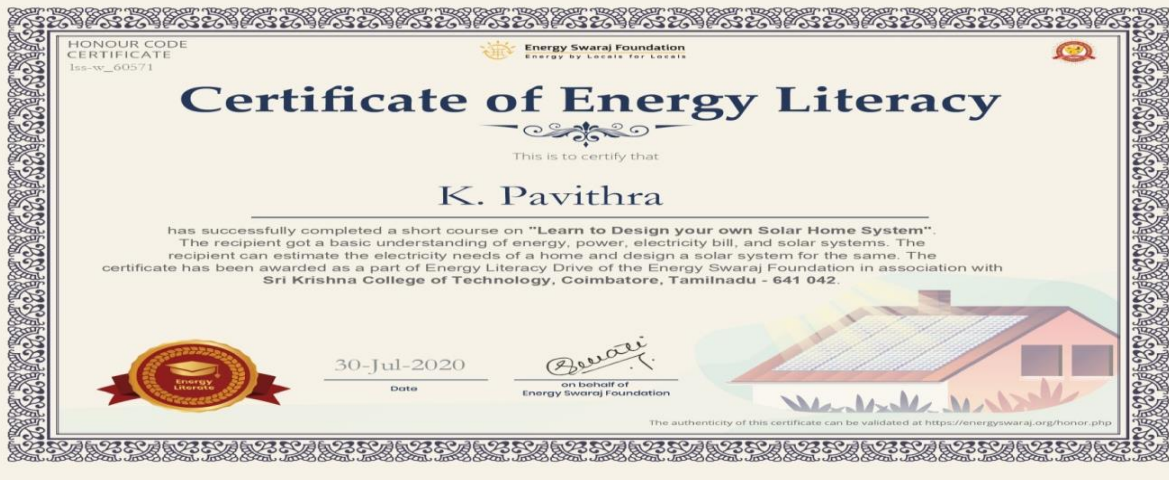 HONOUR CODE
CERTIFICATE
lss-w_60571
Energy Swaraj Foundation
Energy by Locals for Locals
Certificate of Energy Literacy
This is to certify that
K. Pavithra
has successfully completed a short course on "Learn to Design your own Solar Home System".
The recipient got a basic understanding of energy, power, electricity bill, and solar systems. The
recipient can estimate the electricity needs of a home and design a solar system for the same. The
certificate has been awarded as a part of Energy Literacy Drive of the Energy Swaraj Foundation in association with
Sri Krishna College of Technology, Coimbatore, Tamilnadu - 641 042.
Energy
Literate
30-Jul-2020
Date
on behalf of
Energy Swaraj Foundation
The authenticity of this certificate can be validated at https://energyswaraj.org/honor.php